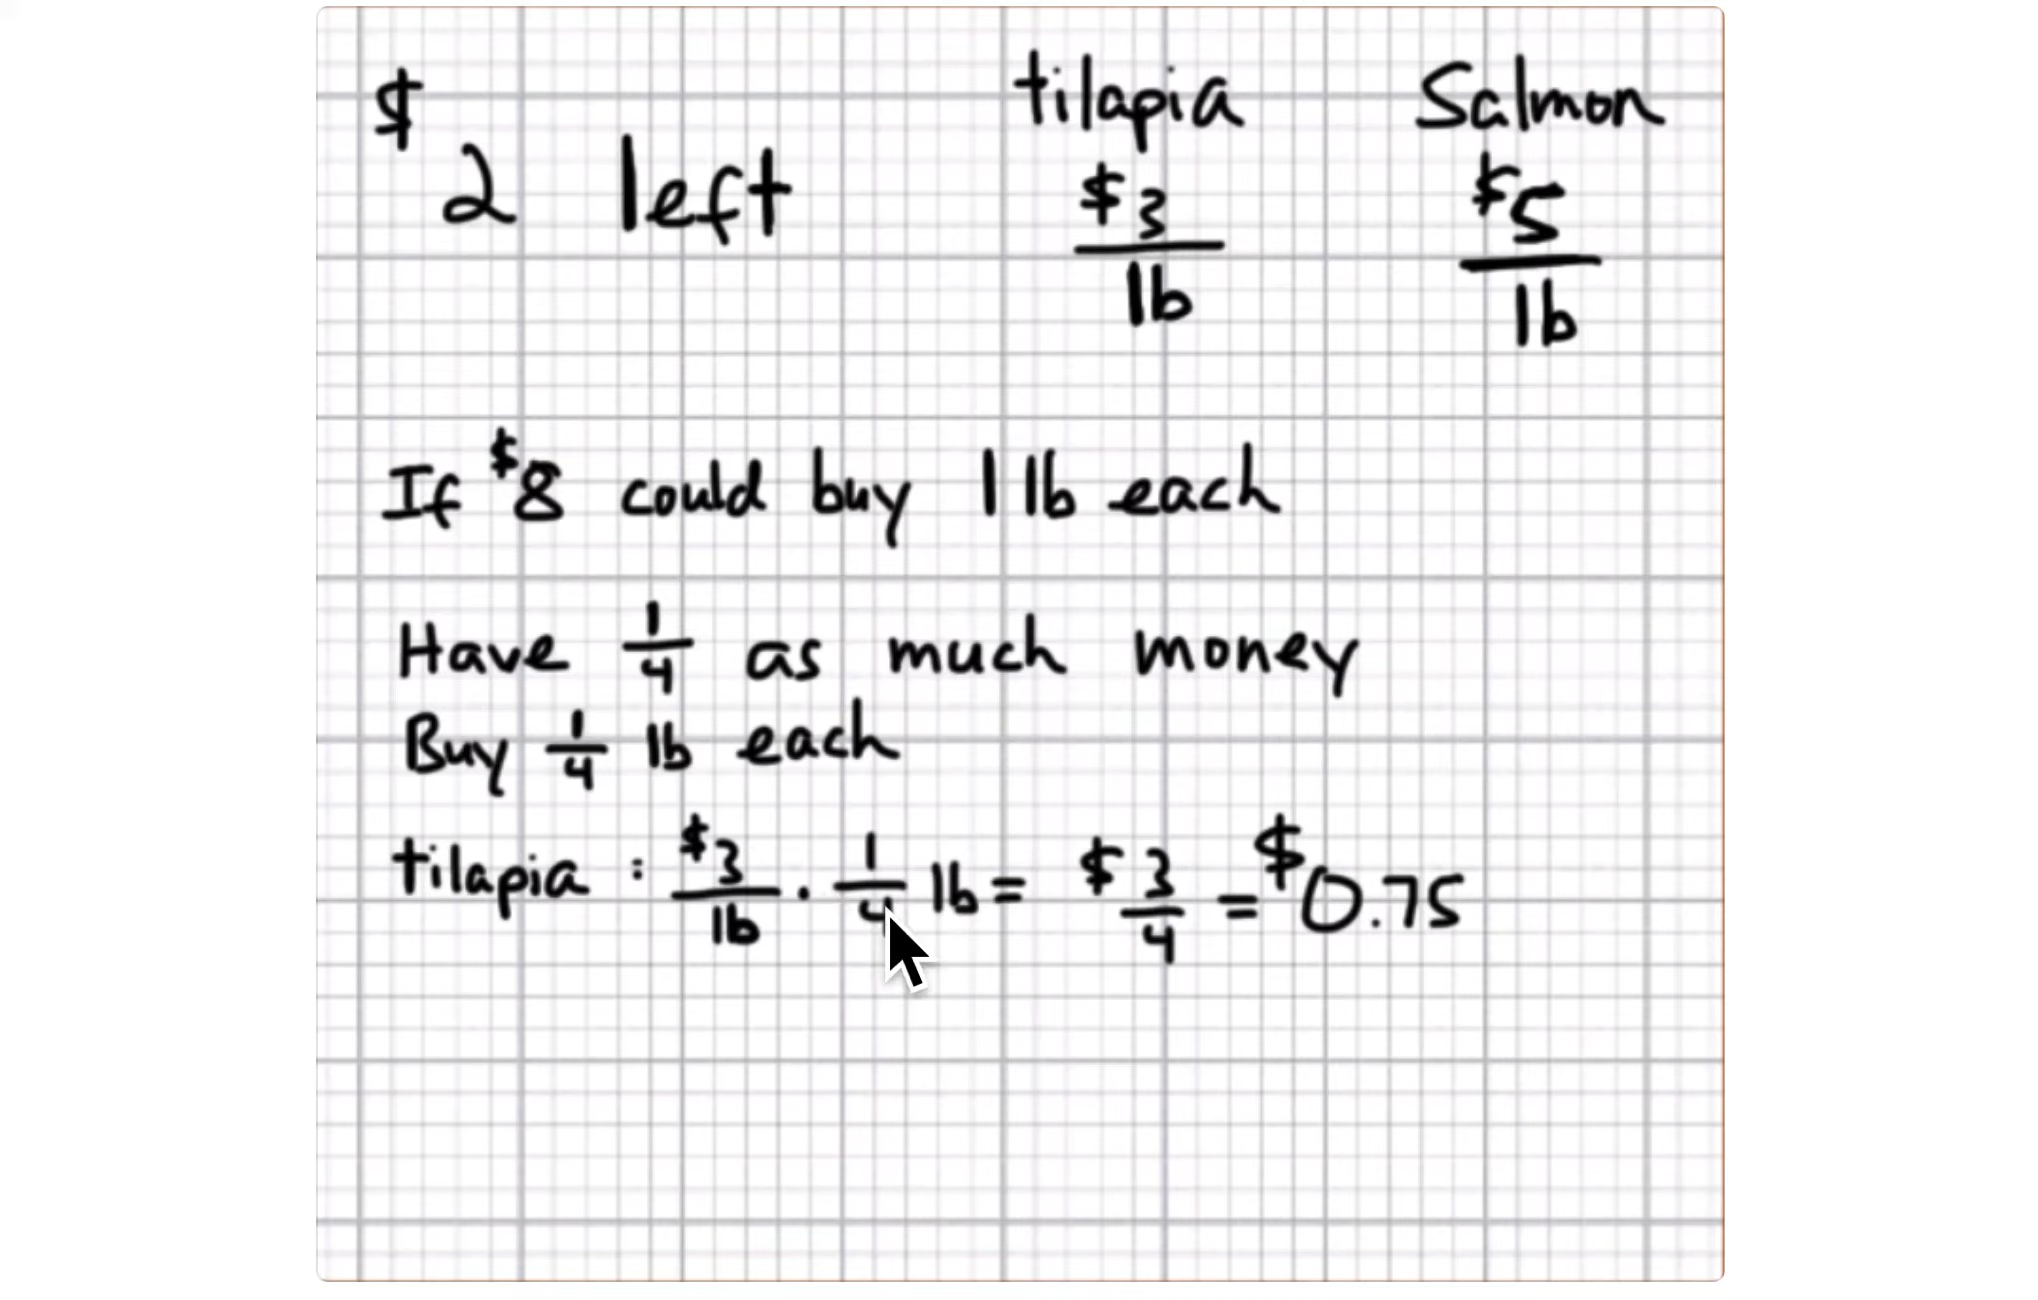 $2 left
tilapia $3/lb
Salmon $5/lb
If $8 could buy 1 lb each
Have 1/4 as much money
Buy 1/4 lb each
tilapia: $3/lb · 1/4 lb = $3/4 = $0.75